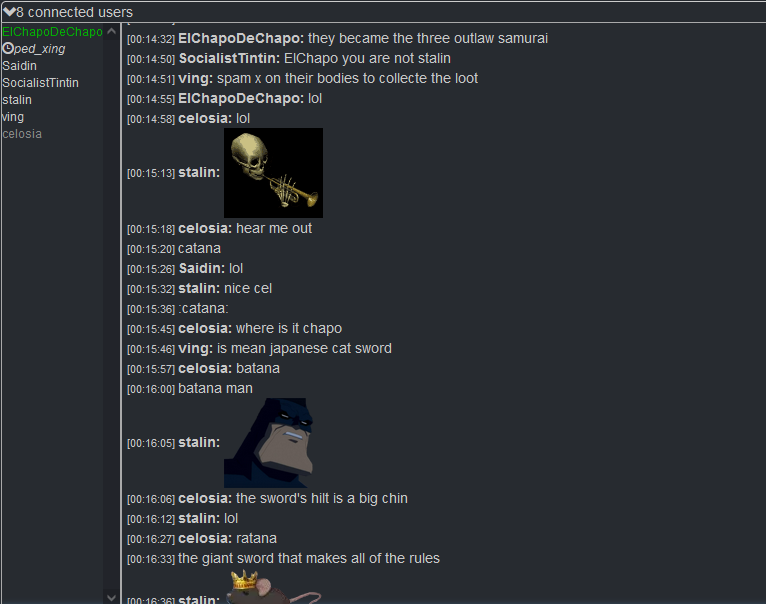 8 connected users
ElChapoDeChapo
ped_xing
Saidin
SocialistTintin
stalin
ving
celosia
[00:14:32] ElChapoDeChapo: they became the three outlaw samurai
[00:14:50] SocialistTintin: ElChapo you are not stalin
[00:14:51] ving: spam x on their bodies to collecte the loot
[00:14:55] ElChapoDeChapo: lol
[00:14:58] celosia: lol
[00:15:13] stalin:
[00:15:18] celosia: hear me out
[00:15:20] catana
[00:15:26] Saidin: lol
[00:15:32] stalin: nice cel
[00:15:36] :catana:
[00:15:45] celosia: where is it chapo
[00:15:46] ving: is mean japanese cat sword
[00:15:57] celosia: batana
[00:16:00] batana man
[00:16:05] stalin:
[00:16:06] celosia: the sword's hilt is a big chin
[00:16:12] stalin: lol
[00:16:27] celosia: ratana
[00:16:33] the giant sword that makes all of the rules
[00:16:36] stalin: